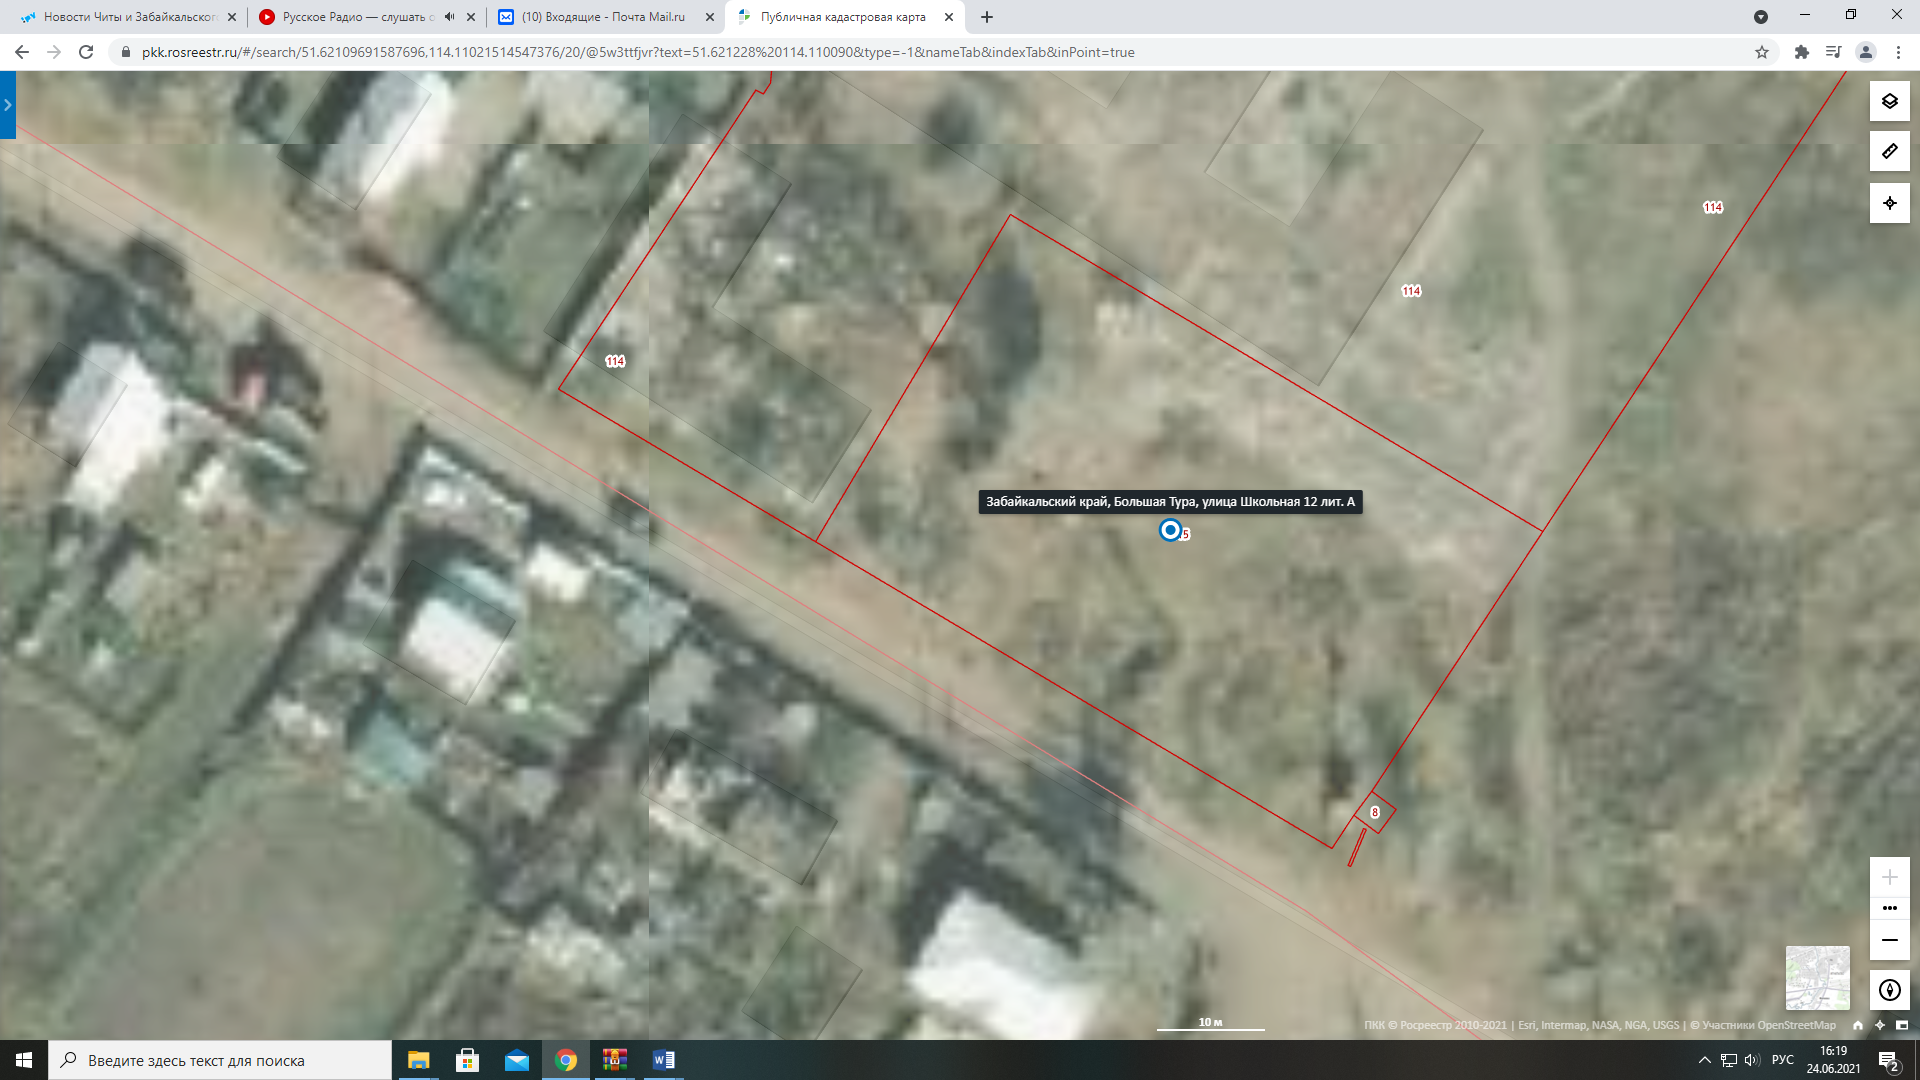 Новости Читы и Забайкальског
Русское Радио — слушать о
(10) Входящие - Почта Mail.ru
Публичная кадастровая карта
pkk.rosreestr.ru/#/search/51.62109691587696,114.11021514547376/20/@5w3ttfjvr?text=51.621228%20114.110090&type=-1&nameTab&indexTab&inPoint=true
114
114
114
Забайкальский край, Большая Тура, улица Школьная 12 лит. А
5
8
10 м
ПКК © Росреестр 2010-2021 | Esri, Intermap, NASA, NGA, USGS | © Участники OpenStreetMap
Введите здесь текст для поиска
РУС
16:19
24.06.2021
2